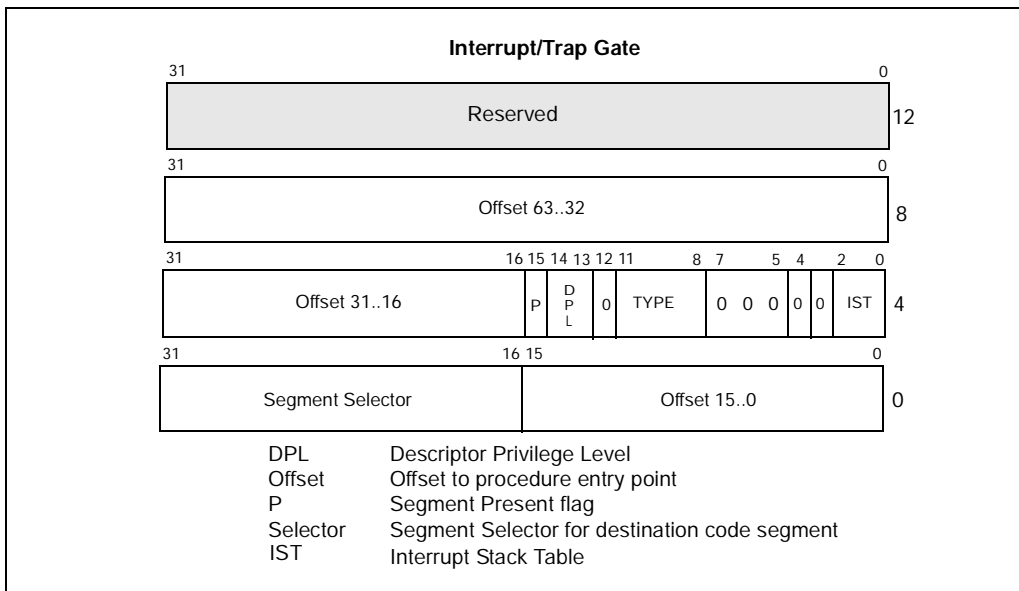 Interrupt/Trap Gate
31 0
Reserved 12
31 0
Offset 63..32 8
31 16 15 14 13 12 11 8 7 5 4 2 0
Offset 31..16 P DPL 0 TYPE 0 0 0 0 0 IST 4
31 16 15 0
Segment Selector Offset 15..0 0
DPL Descriptor Privilege Level
Offset Offset to procedure entry point
P Segment Present flag
Selector Segment Selector for destination code segment
IST Interrupt Stack Table